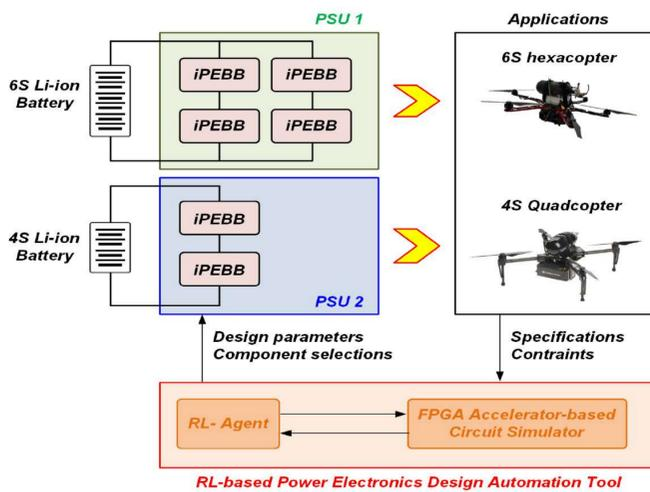 PSU 1
Applications
6S Li-ion
Battery
iPEBB
iPEBB
iPEBB
iPEBB
6S hexacopter
4S Li-ion
Battery
iPEBB
iPEBB
PSU 2
4S Quadcopter
Design parameters
Component selections
Specifications
Contraints
RL- Agent
FPGA Accelerator-based
Circuit Simulator
RL-based Power Electronics Design Automation Tool